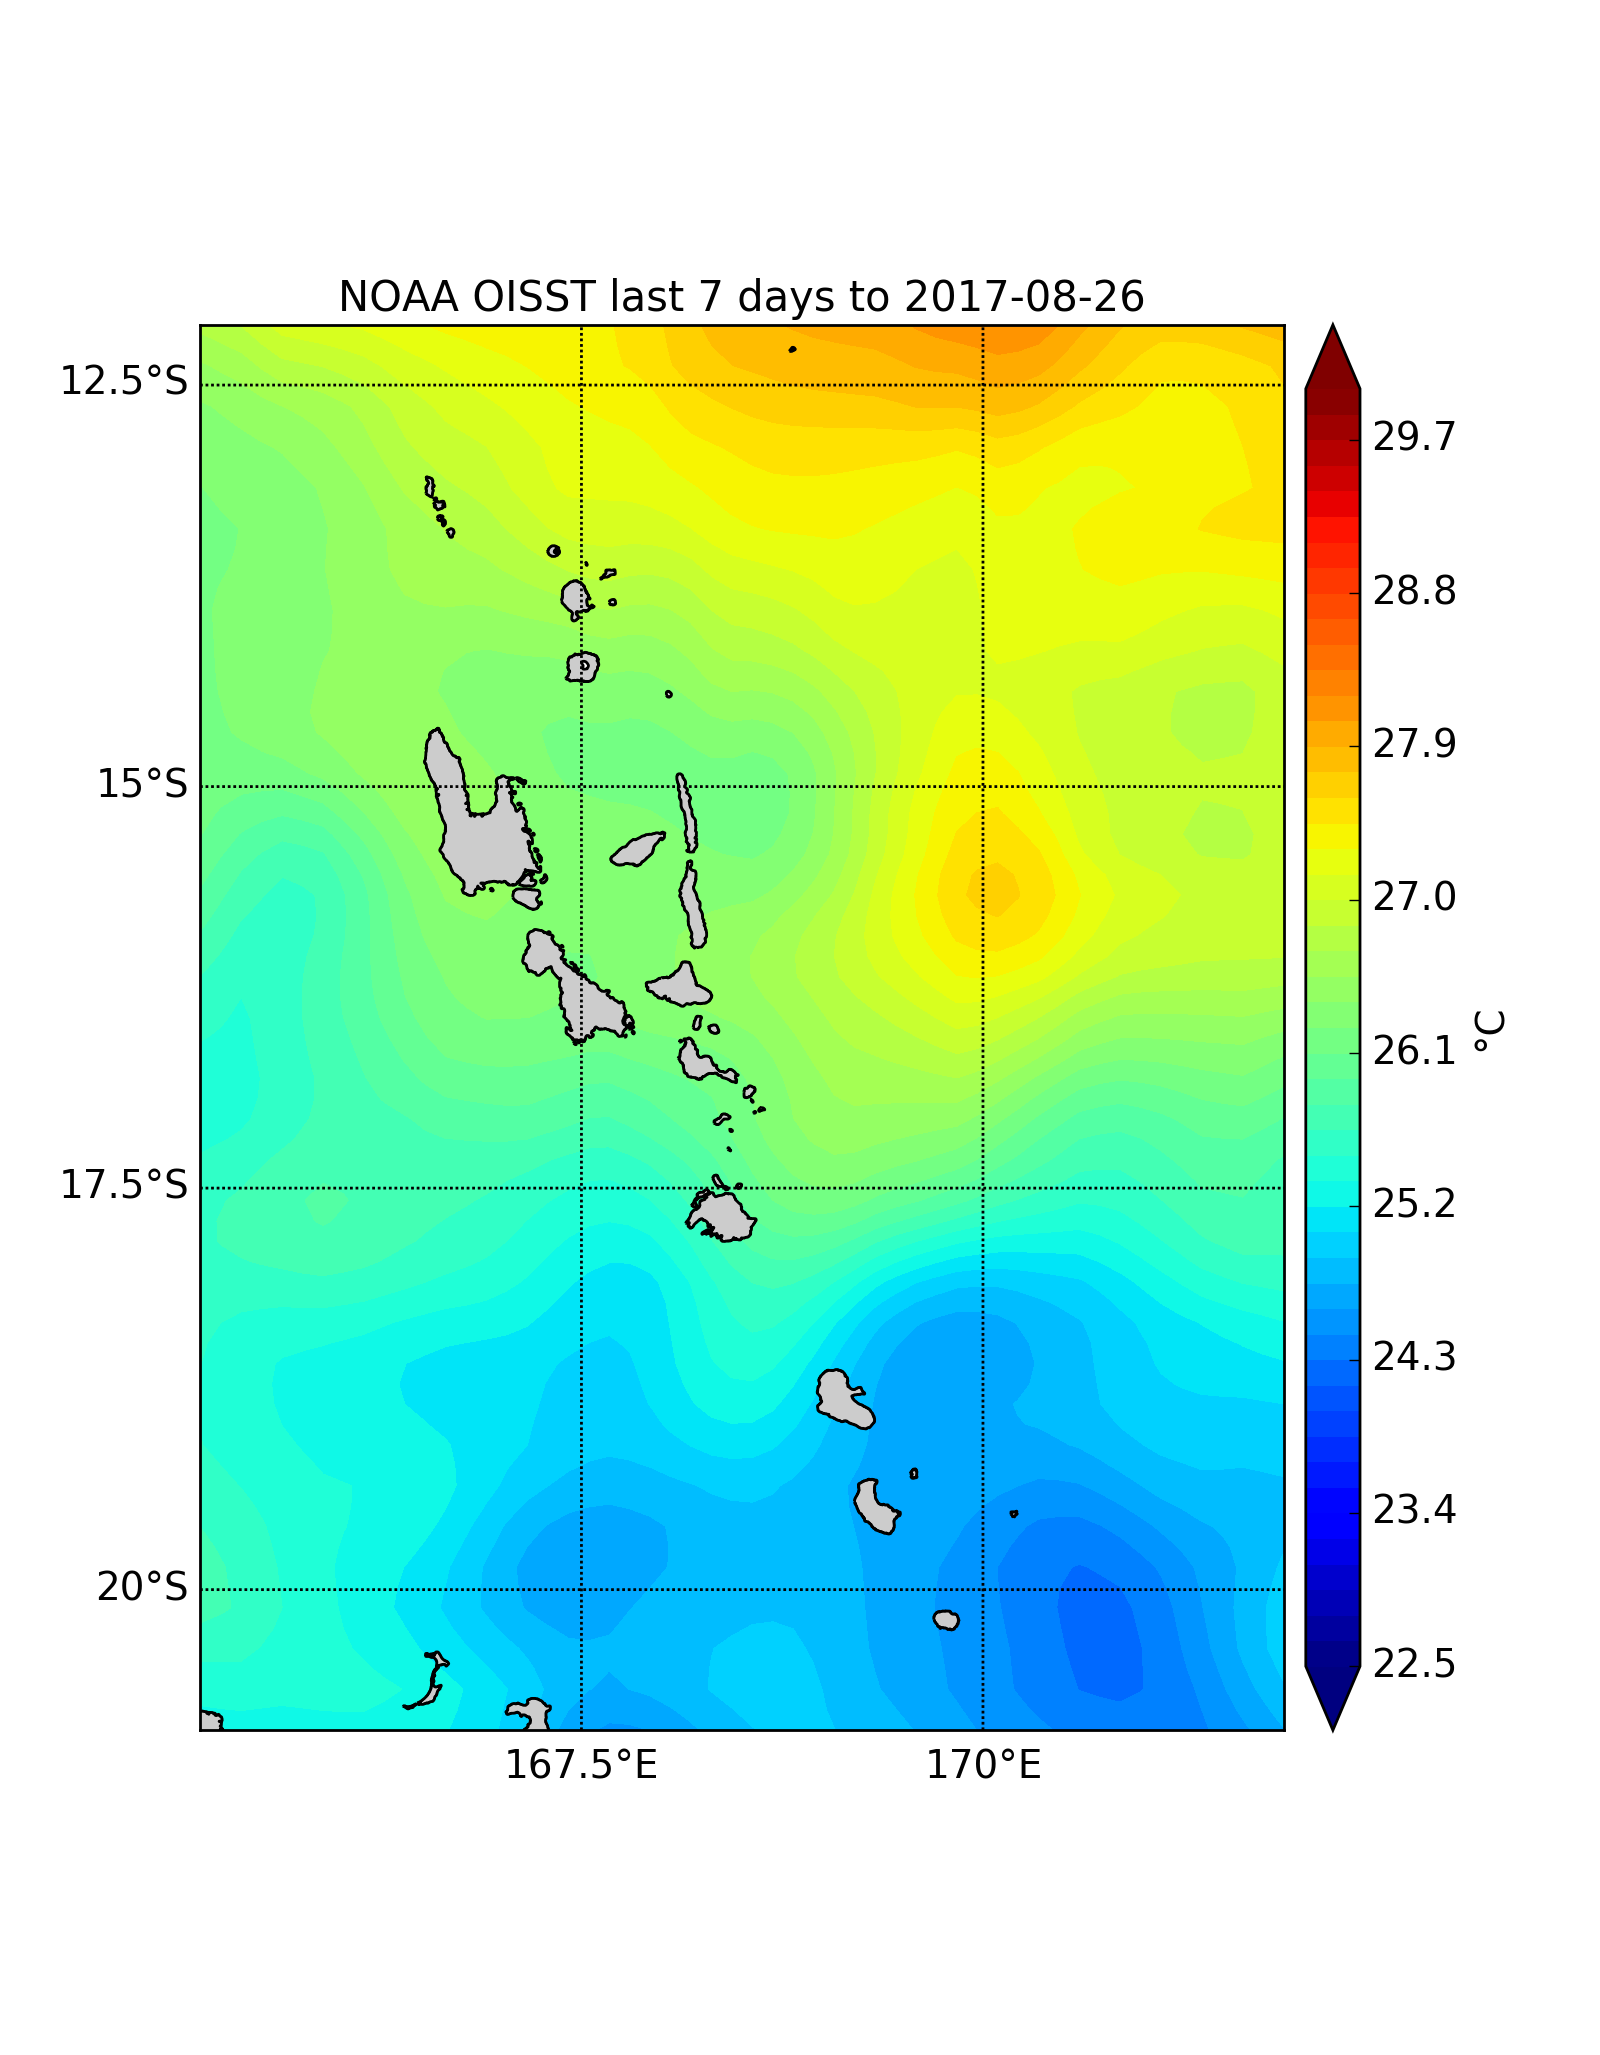 NOAA OISST last 7 days to 2017-08-26
12.5°S
15°S
17.5°S
20°S
167.5°E
170°E
29.7
28.8
27.9
27.0
26.1
25.2
24.3
23.4
22.5
°C